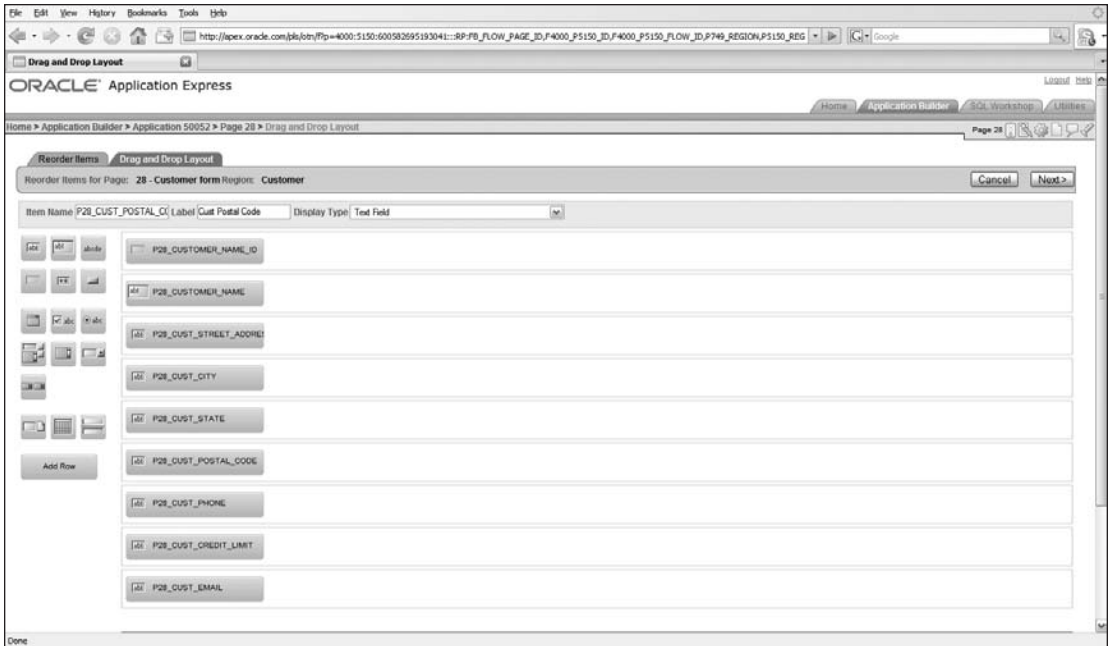 File Edit View History Bookmarks Tools Help
http://apex.oracle.com/pls/otn/f?p=4000:5150:600582695193041:::RP:FB_FLOW_PAGE_ID,F4000_P5150_ID,F4000_P5150_FLOW_ID,P749_REGION,P5150_REG Google
Drag and Drop Layout
ORACLE Application Express Logout Help
Home Application Builder SQL Workshop Utilities
Home > Application Builder > Application 50052 > Page 28 > Drag and Drop Layout Page 28
Reorder Items Drag and Drop Layout
Reorder Items for Page: 28 - Customer form Region: Customer Cancel Next >
Item Name P28_CUST_POSTAL_CO Label Cust Postal Code Display Type Text Field
P28_CUSTOMER_NAME_ID
P28_CUSTOMER_NAME
P28_CUST_STREET_ADDRES
P28_CUST_CITY
P28_CUST_STATE
P28_CUST_POSTAL_CODE
Add Row
P28_CUST_PHONE
P28_CUST_CREDIT_LIMIT
P28_CUST_EMAIL
Done